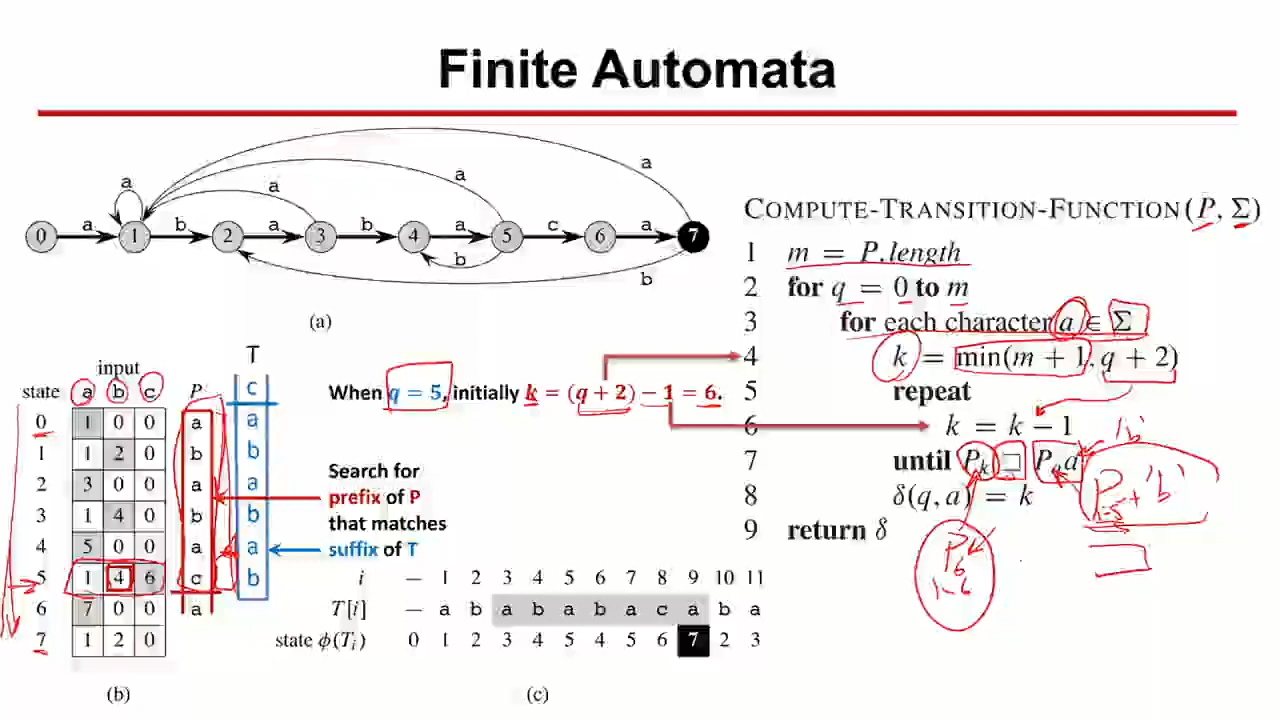 Finite Automata
a a a a
0 a 1 b 2 a 3 b 4 a 5 c 6 a 7
b
b
(a)
COMPUTE-TRANSITION-FUNCTION(P, Σ)
1 m = P.length
2 for q = 0 to m
3 for each character a ∈ Σ
4 k = min(m + 1, q + 2)
5 repeat
6 k = k − 1
7 until P_k □ P_q a
8 δ(q, a) = k
9 return δ
'b'
P_k=5 + 'b'
P_6
k=6
input
state a b c P
0 1 0 0 a
1 1 2 0 b
2 3 0 0 a
3 1 4 0 b
4 5 0 0 a
5 1 4 6 c
6 7 0 0 a
7 1 2 0
(b)
T
c
a
b
a
b
a
b
When q = 5, initially k = (q + 2) − 1 = 6.
Search for
prefix of P
that matches
suffix of T
i — 1 2 3 4 5 6 7 8 9 10 11
T[i] — a b a b a b a c a b a
state ϕ(T_i) 0 1 2 3 4 5 4 5 6 7 2 3
(c)